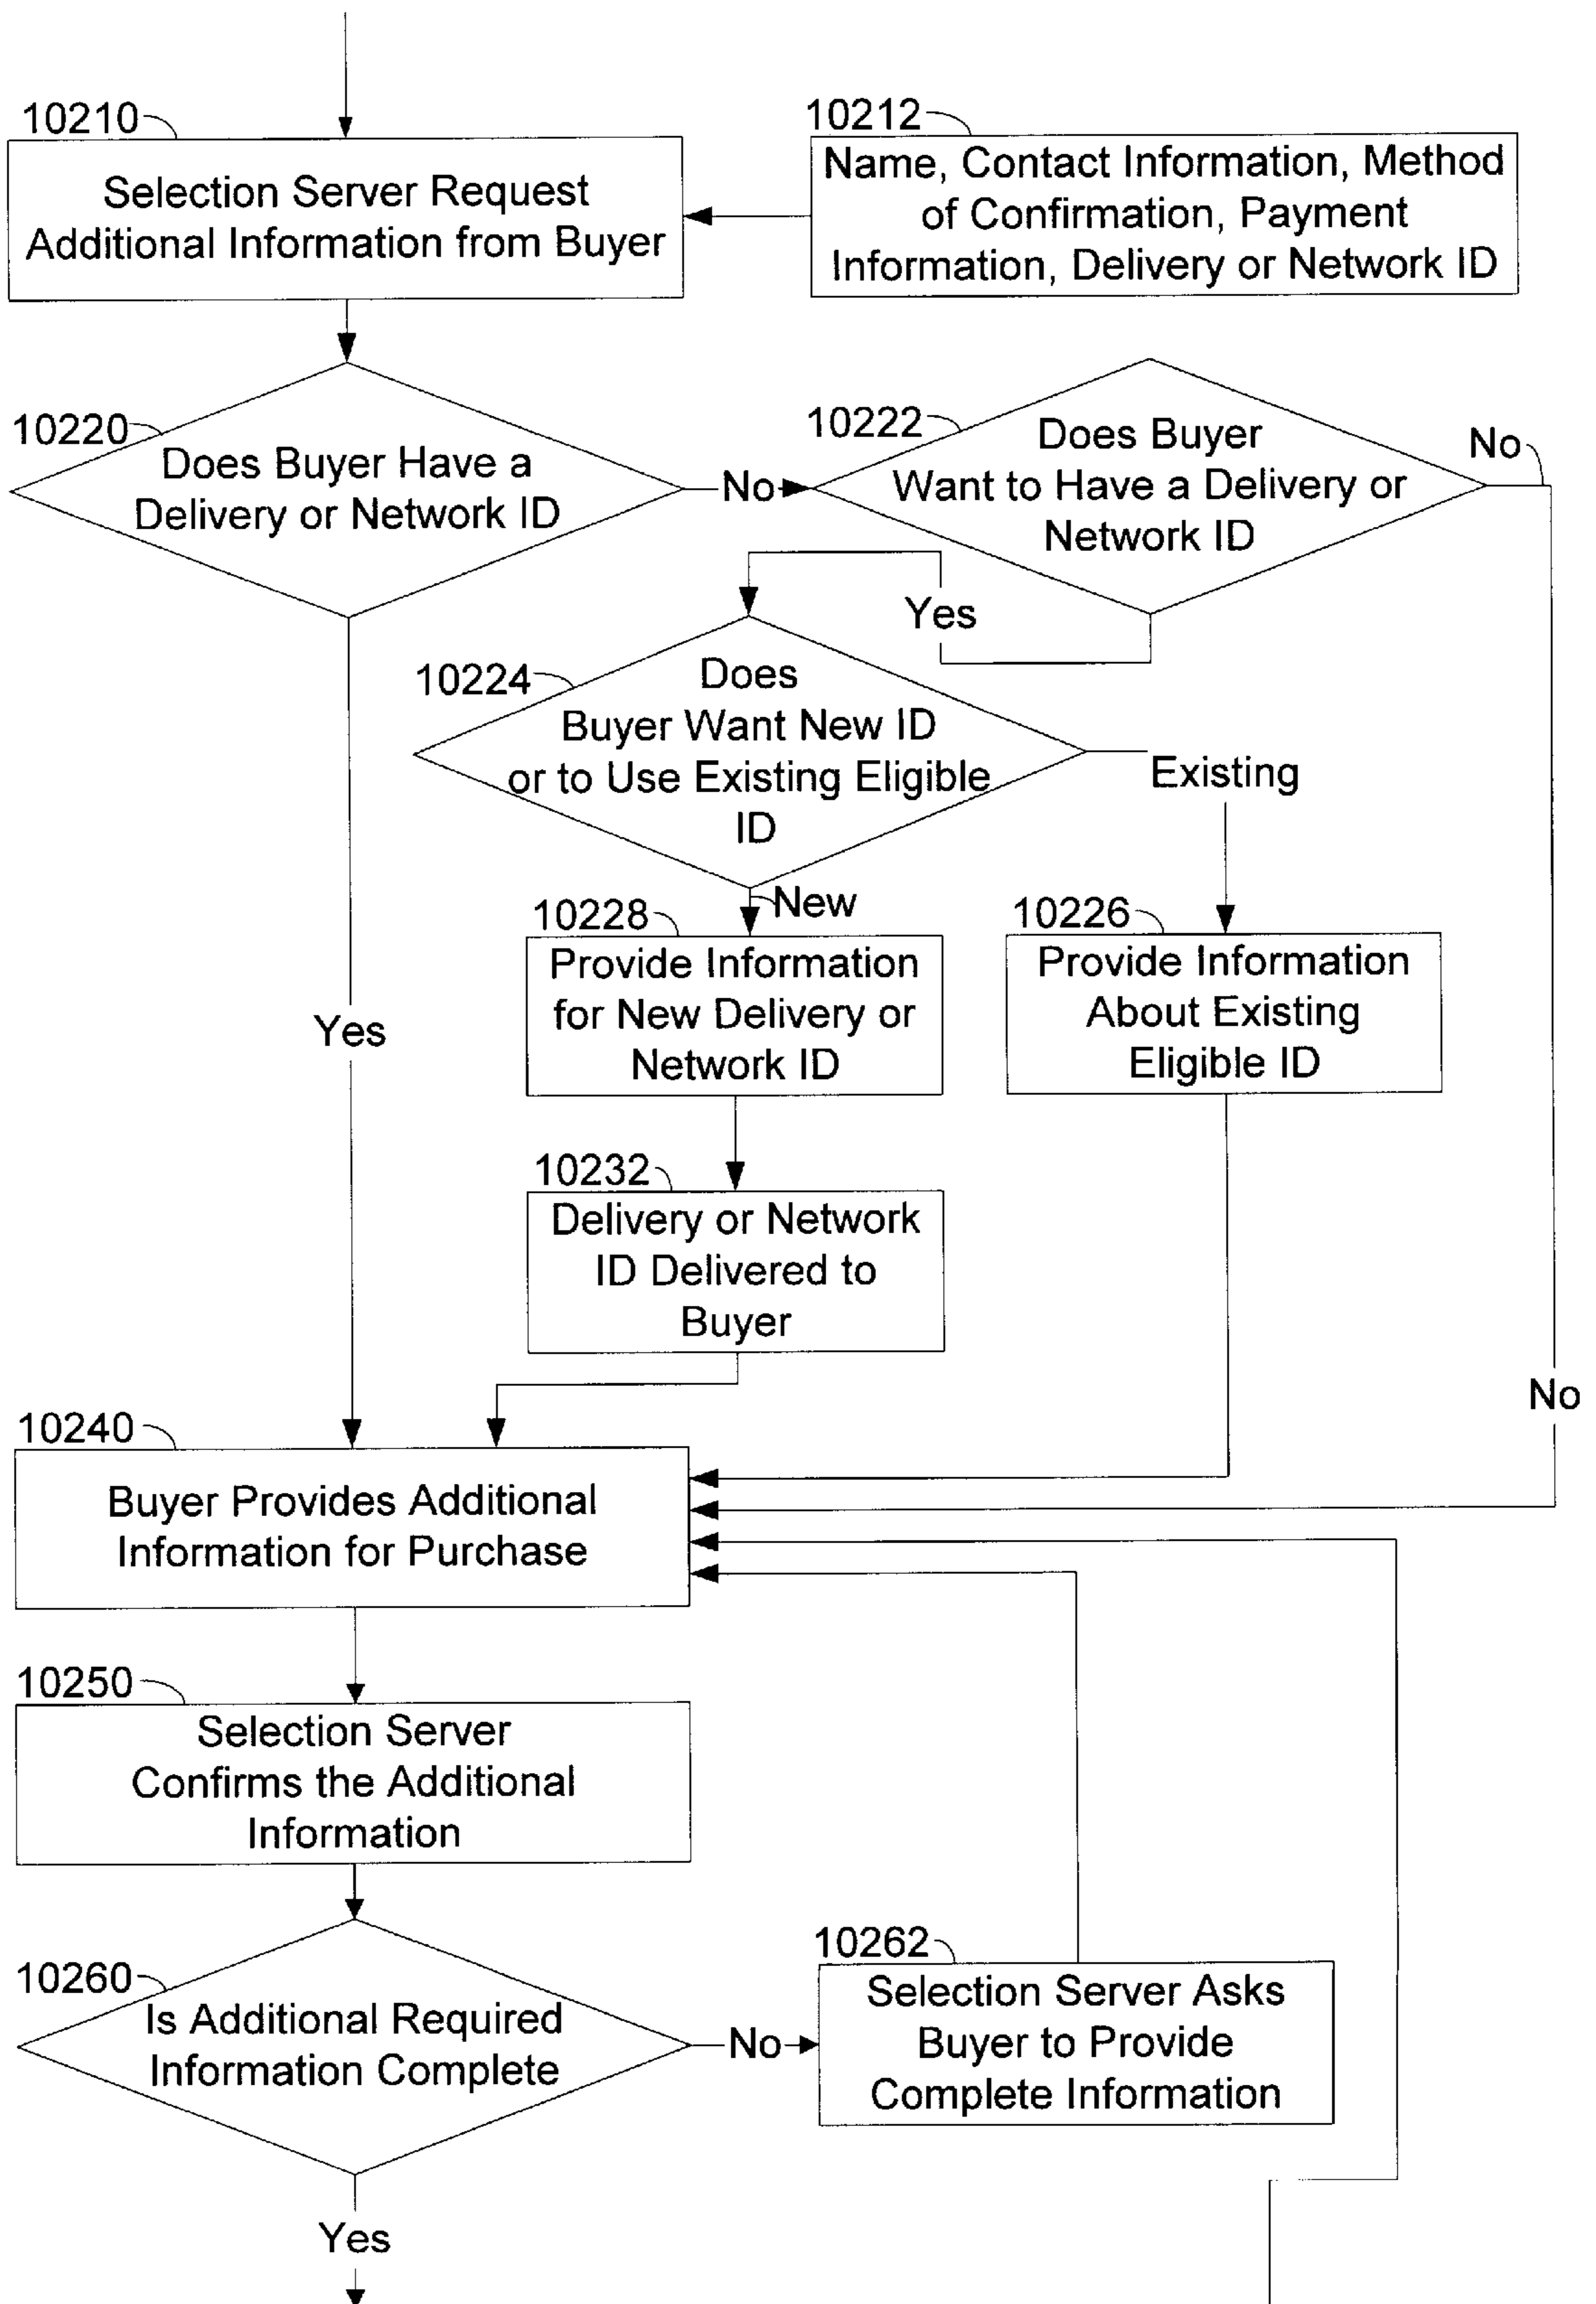 10210
Selection Server Request
Additional Information from Buyer
10212
Name, Contact Information, Method
of Confirmation, Payment
Information, Delivery or Network ID
10220
Does Buyer Have a
Delivery or Network ID
No
10222
Does Buyer
Want to Have a Delivery or
Network ID
No
Yes
10224
Does
Buyer Want New ID
or to Use Existing Eligible
ID
Existing
New
10228
Provide Information
for New Delivery or
Network ID
10226
Provide Information
About Existing
Eligible ID
Yes
10232
Delivery or Network
ID Delivered to
Buyer
No
10240
Buyer Provides Additional
Information for Purchase
10250
Selection Server
Confirms the Additional
Information
10260
Is Additional Required
Information Complete
No
10262
Selection Server Asks
Buyer to Provide
Complete Information
Yes